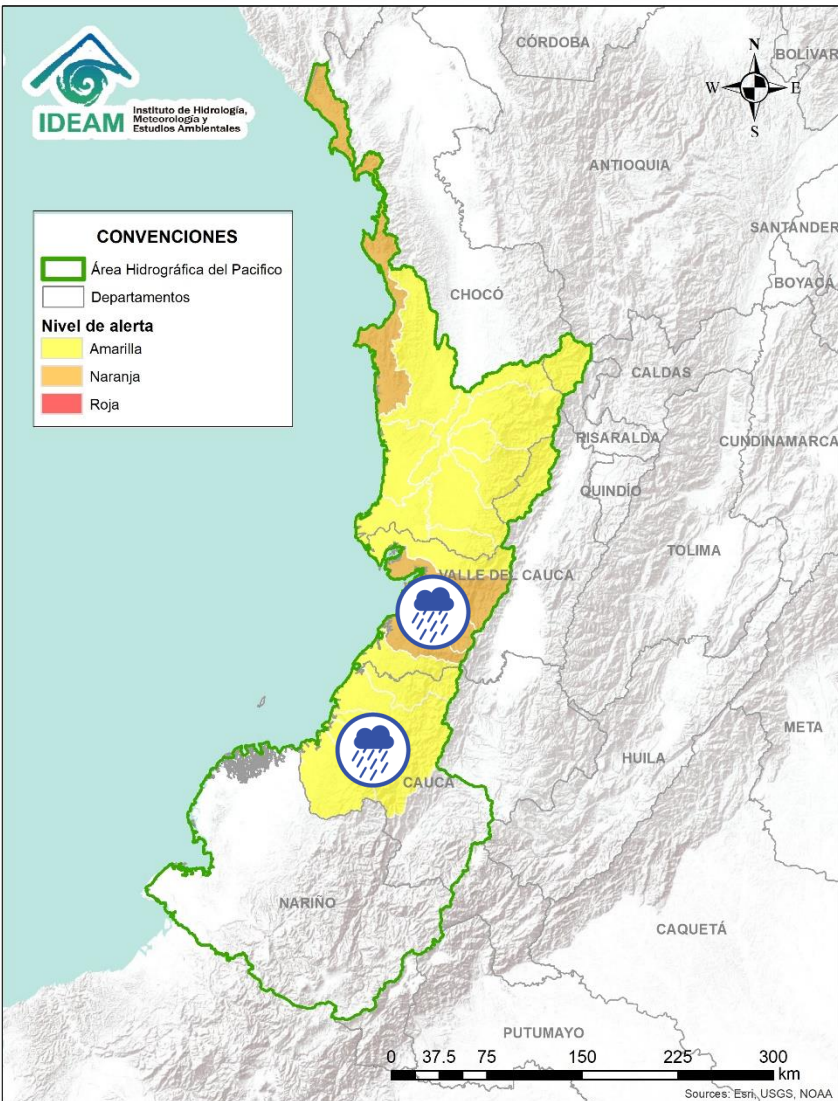 IDEAM
Instituto de Hidrología,
Meteorología y
Estudios Ambientales
CÓRDOBA
BOLÍVAR
N
W
E
S
ANTIOQUIA
SANTANDER
CONVENCIONES
Área Hidrográfica del Pacifico
Departamentos
Nivel de alerta
Amarilla
Naranja
Roja
BOYACÁ
CHOCÓ
CALDAS
RISARALDA
CUNDINAMARCA
QUINDÍO
TOLIMA
VALLE DEL CAUCA
META
HUILA
CAUCA
NARIÑO
CAQUETÁ
PUTUMAYO
0 37.5 75 150 225 300
km
Sources: Esri, USGS, NOAA